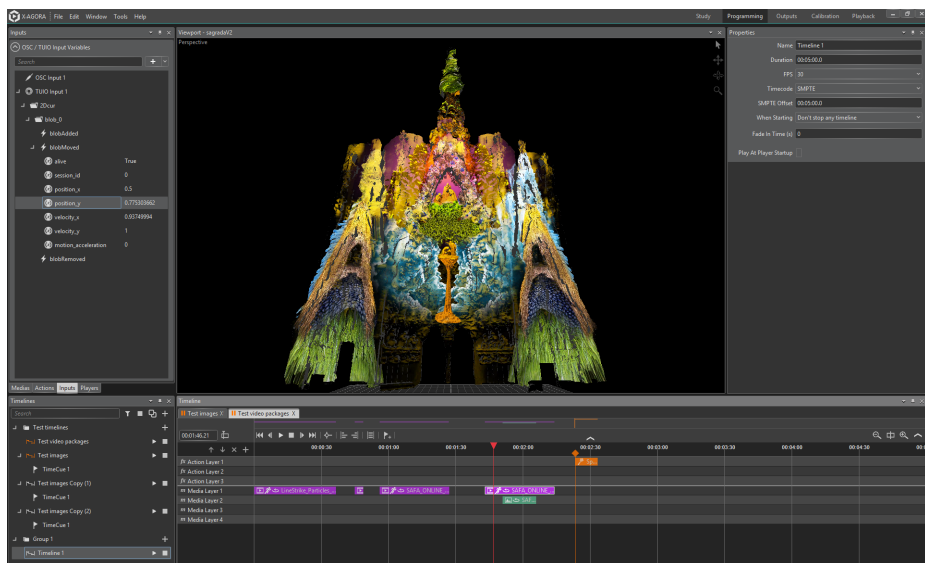 X-AGORA File Edit Window Tools Help
Study Programming Outputs Calibration Playback
Inputs
Viewport - sagradaV2
Properties
OSC / TUIO Input Variables
Perspective
Name Timeline 1
Search
Duration 00:05:00.0
OSC Input 1
FPS 30
TUIO Input 1
Timecode SMPTE
2Dcur
SMPTE Offset 00:05:00.0
blob_0
When Starting Don't stop any timeline
blobAdded
Fade In Time (s) 0
blobMoved
Play At Player Startup
alive True
session_id 0
position_x 0.5
position_y 0.775303662
velocity_x 0.93749994
velocity_y 1
motion_acceleration 0
blobRemoved
Medias Actions Inputs Players
Timelines
Timeline
Search
Test images X Test video packages X
Test timelines
Test video packages
00:01:46.21
Test images
00:00:30 00:01:00 00:01:30 00:02:00 00:02:30 00:03:00 00:03:30 00:04:00 00:04:30
TimeCue 1
Action Layer 1
Action Layer 2
Test images Copy (1)
Action Layer 3
Media Layer 1 LineStrike_Particles_... SAFA_ONLINE_... SAFA_ONLINE_...
TimeCue 1
Media Layer 2 SAF...
Test images Copy (2)
Media Layer 3
Media Layer 4
TimeCue 1
Group 1
Timeline 1